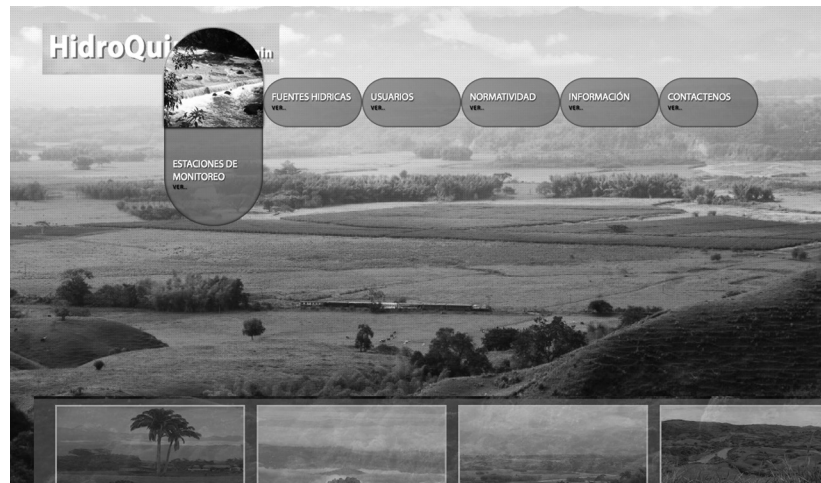 HidroQui
FUENTES HIDRICAS
VER..
USUARIOS
VER..
NORMATIVIDAD
VER..
INFORMACIÓN
VER..
CONTACTENOS
VER..
ESTACIONES DE
MONITOREO
VER..